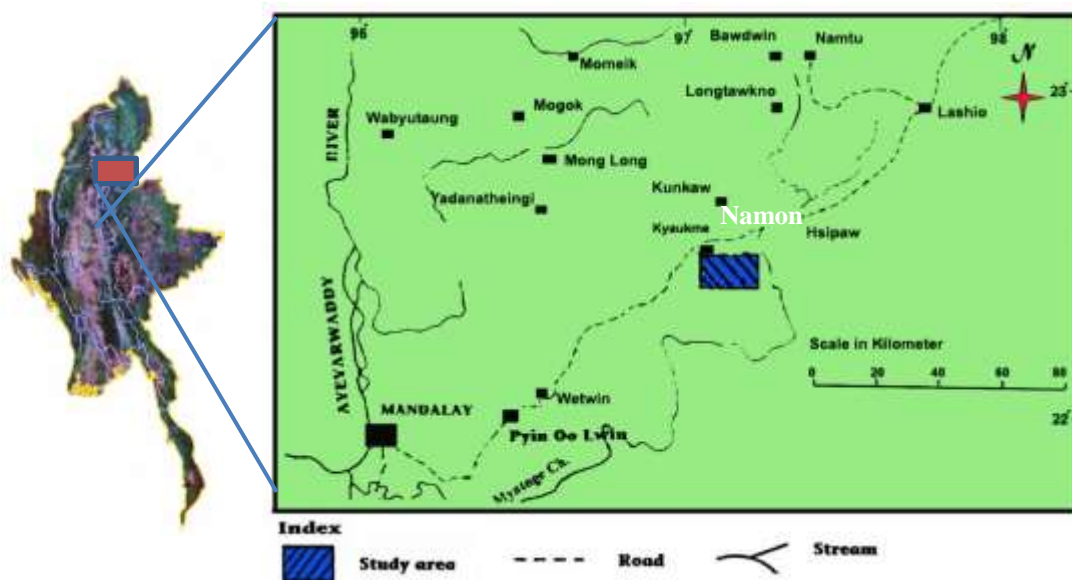 96°
97°
98
N
Bawdwin
Namtu
Momeik
23°
Longtawkno
Lashio
Mogok
Wabyutaung
RIVER
Mong Long
Yadanatheingi
Kunkaw
Namon
Kyaukme
Hsipaw
AYEYARWADDY
Scale in Kilometer
0 20 40 60 80
Wetwin
22°
MANDALAY
Pyin Oo Lwin
Myatnge Ch.
Index
Study area
Road
Stream